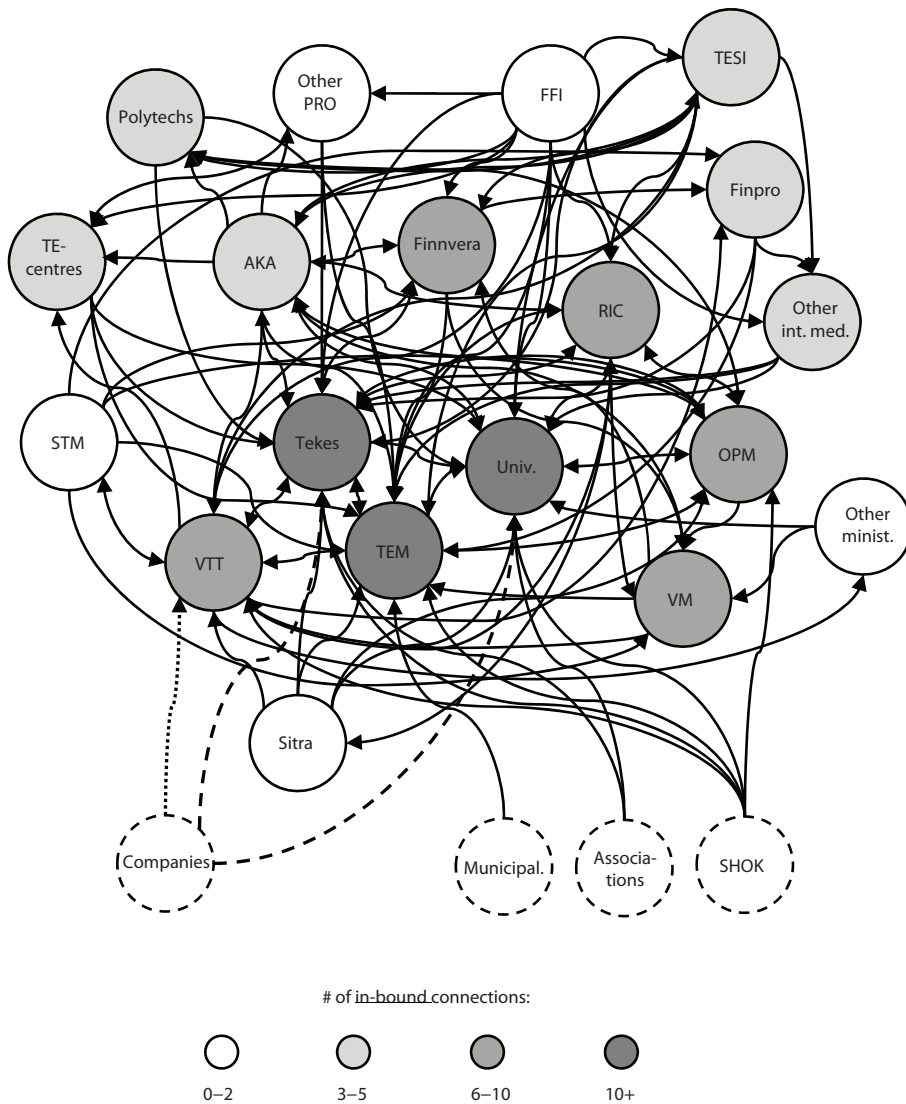 TESI
Other
PRO
FFI
Polytechs
Finpro
TE-
centres
AKA
Finnvera
RIC
Other
int. med.
STM
Tekes
Univ.
OPM
Other
minist.
VTT
TEM
VM
Sitra
Companies
Municipal.
Associa-
tions
SHOK
# of in-bound connections:
0–2
3–5
6–10
10+